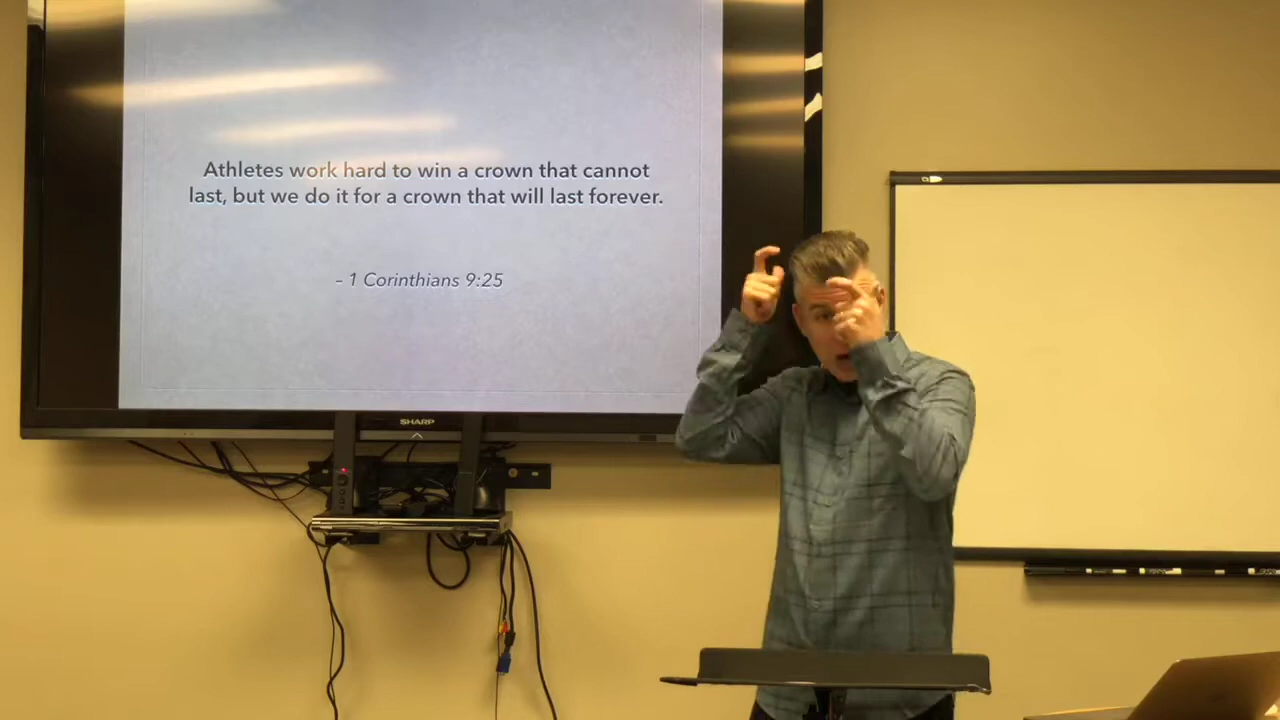 Athletes work hard to win a crown that cannot
last, but we do it for a crown that will last forever.
– 1 Corinthians 9:25
SHARP